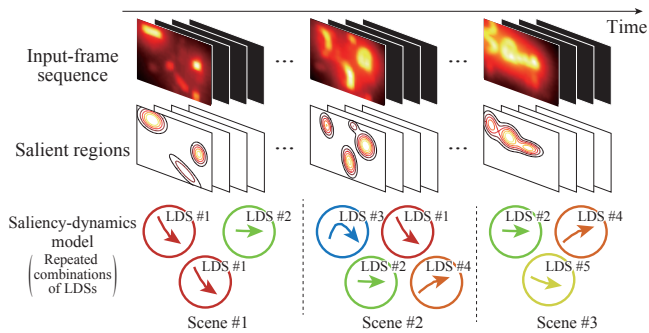 Time
Input-frame
sequence
...
...
Salient regions
...
...
Saliency-dynamics
model
( Repeated
combinations
of LDSs )
LDS #1
LDS #2
LDS #1
LDS #3
LDS #1
LDS #2
LDS #4
LDS #2
LDS #4
LDS #5
Scene #1
Scene #2
Scene #3